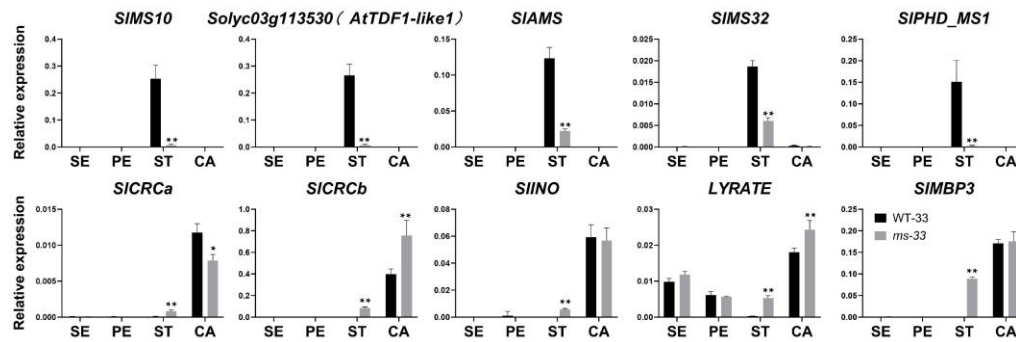 SlMS10
Solyc03g113530 ( AtTDF1-like1 )
SlAMS
SlMS32
SlPHD_MS1
Relative expression
0.4
0.3
0.2
0.1
0.0
**
SE PE ST CA
0.4
0.3
0.2
0.1
0.0
**
SE PE ST CA
0.15
0.10
0.05
0.00
**
SE PE ST CA
0.025
0.020
0.015
0.010
0.005
0.000
**
SE PE ST CA
0.25
0.20
0.15
0.10
0.05
0.00
**
SE PE ST CA
SlCRCa
SlCRCb
SlINO
LYRATE
SlMBP3
Relative expression
0.015
0.010
0.005
0.000
**
*
SE PE ST CA
1.0
0.8
0.6
0.4
0.2
0.0
**
**
SE PE ST CA
0.08
0.06
0.04
0.02
0.00
**
SE PE ST CA
0.03
0.02
0.01
0.00
**
**
SE PE ST CA
0.25
0.20
0.15
0.10
0.05
0.00
**
SE PE ST CA
WT-33
ms-33